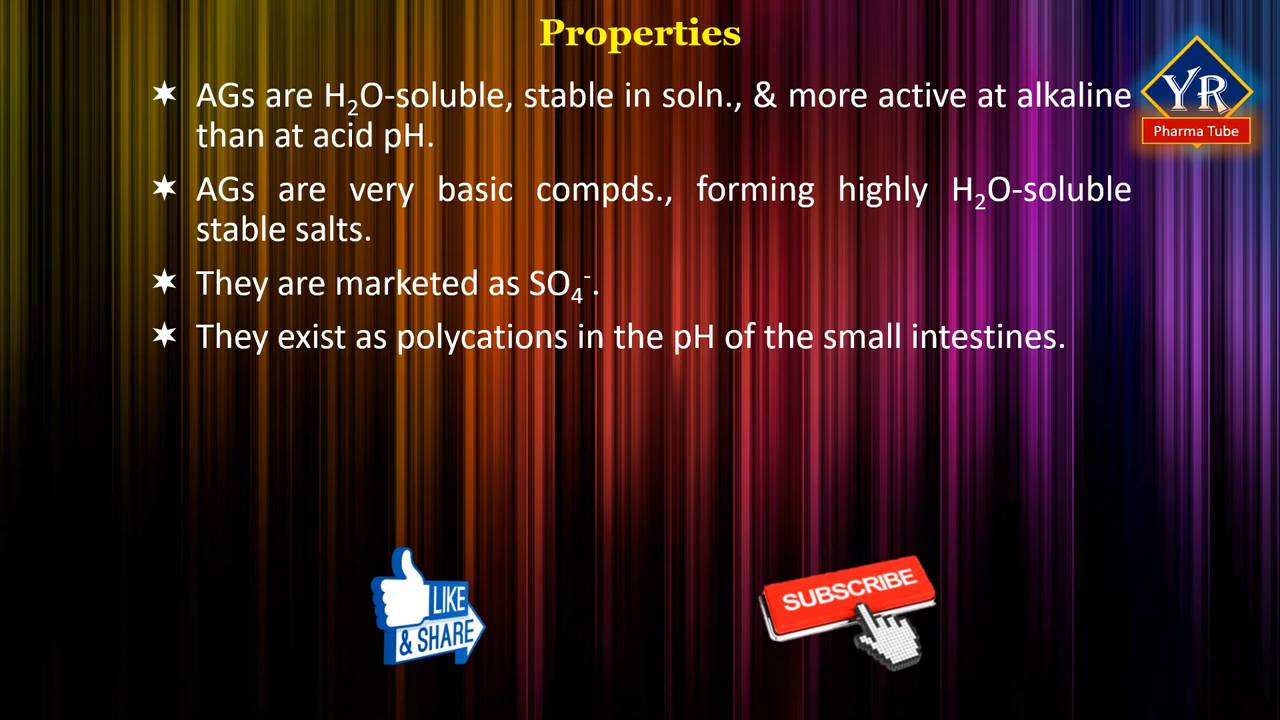 Properties
✶ AGs are H₂O-soluble, stable in soln., & more active at alkaline
than at acid pH.
✶ AGs are very basic compds., forming highly H₂O-soluble
stable salts.
✶ They are marketed as SO₄⁻.
✶ They exist as polycations in the pH of the small intestines.
YR
Pharma Tube
LIKE
& SHARE
SUBSCRIBE